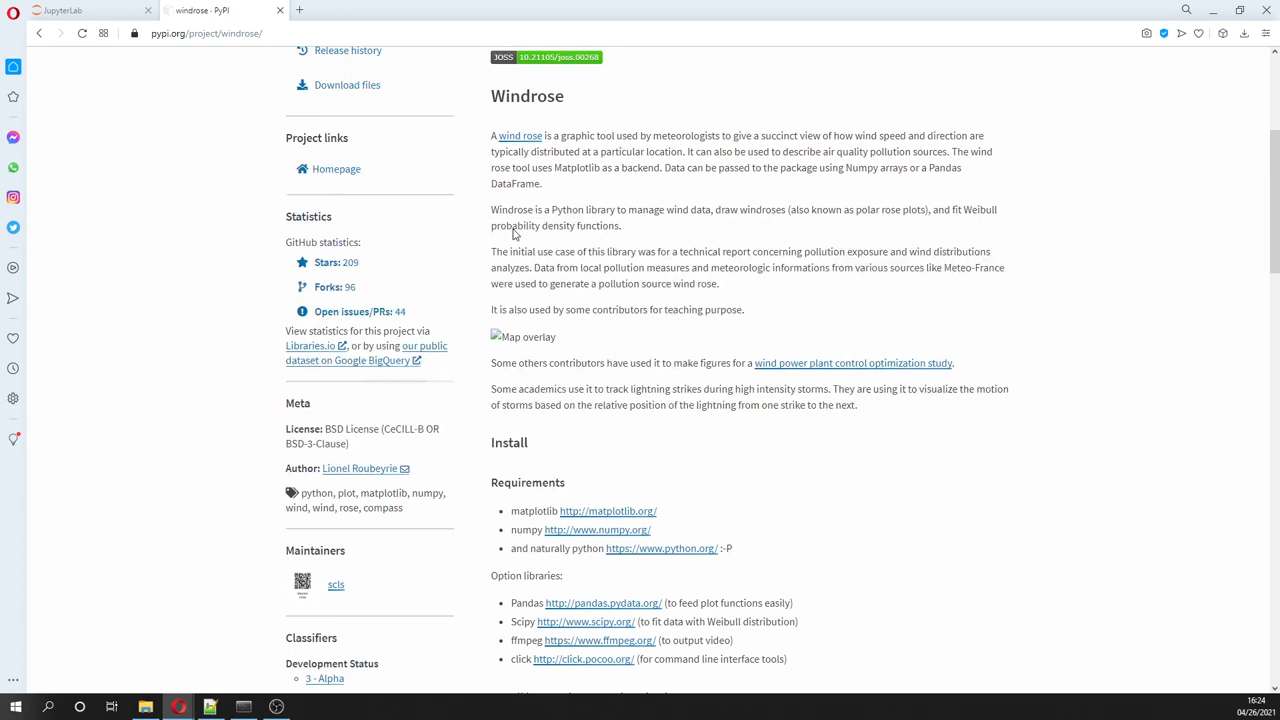 JupyterLab
windrose · PyPI
pypi.org/project/windrose/
Release history
Download files
Project links
Homepage
Statistics
GitHub statistics:
Stars: 209
Forks: 96
Open issues/PRs: 44
View statistics for this project via
Libraries.io, or by using our public
dataset on Google BigQuery
Meta
License: BSD License (CeCILL-B OR
BSD-3-Clause)
Author: Lionel Roubeyrie
python, plot, matplotlib, numpy,
wind, wind, rose, compass
Maintainers
scls
Classifiers
Development Status
3 - Alpha
JOSS 10.21105/joss.00268
Windrose
A wind rose is a graphic tool used by meteorologists to give a succinct view of how wind speed and direction are
typically distributed at a particular location. It can also be used to describe air quality pollution sources. The wind
rose tool uses Matplotlib as a backend. Data can be passed to the package using Numpy arrays or a Pandas
DataFrame.
Windrose is a Python library to manage wind data, draw windroses (also known as polar rose plots), and fit Weibull
probability density functions.
The initial use case of this library was for a technical report concerning pollution exposure and wind distributions
analyzes. Data from local pollution measures and meteorologic informations from various sources like Meteo-France
were used to generate a pollution source wind rose.
It is also used by some contributors for teaching purpose.
Map overlay
Some others contributors have used it to make figures for a wind power plant control optimization study.
Some academics use it to track lightning strikes during high intensity storms. They are using it to visualize the motion
of storms based on the relative position of the lightning from one strike to the next.
Install
Requirements
• matplotlib http://matplotlib.org/
• numpy http://www.numpy.org/
• and naturally python https://www.python.org/ :-P
Option libraries:
• Pandas http://pandas.pydata.org/ (to feed plot functions easily)
• Scipy http://www.scipy.org/ (to fit data with Weibull distribution)
• ffmpeg https://www.ffmpeg.org/ (to output video)
• click http://click.pocoo.org/ (for command line interface tools)
16:24
04/26/2021